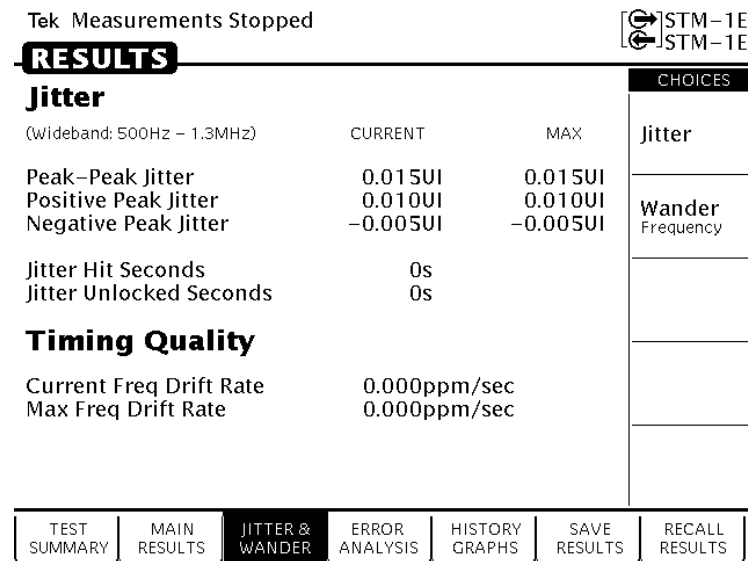 Tek Measurements Stopped
STM-1E
STM-1E
RESULTS
CHOICES
Jitter
(Wideband: 500Hz – 1.3MHz) CURRENT MAX
Peak-Peak Jitter 0.015UI 0.015UI
Positive Peak Jitter 0.010UI 0.010UI
Negative Peak Jitter -0.005UI -0.005UI
Jitter Hit Seconds 0s
Jitter Unlocked Seconds 0s
Timing Quality
Current Freq Drift Rate 0.000ppm/sec
Max Freq Drift Rate 0.000ppm/sec
Jitter
Wander
Frequency
TEST SUMMARY
MAIN RESULTS
JITTER & WANDER
ERROR ANALYSIS
HISTORY GRAPHS
SAVE RESULTS
RECALL RESULTS